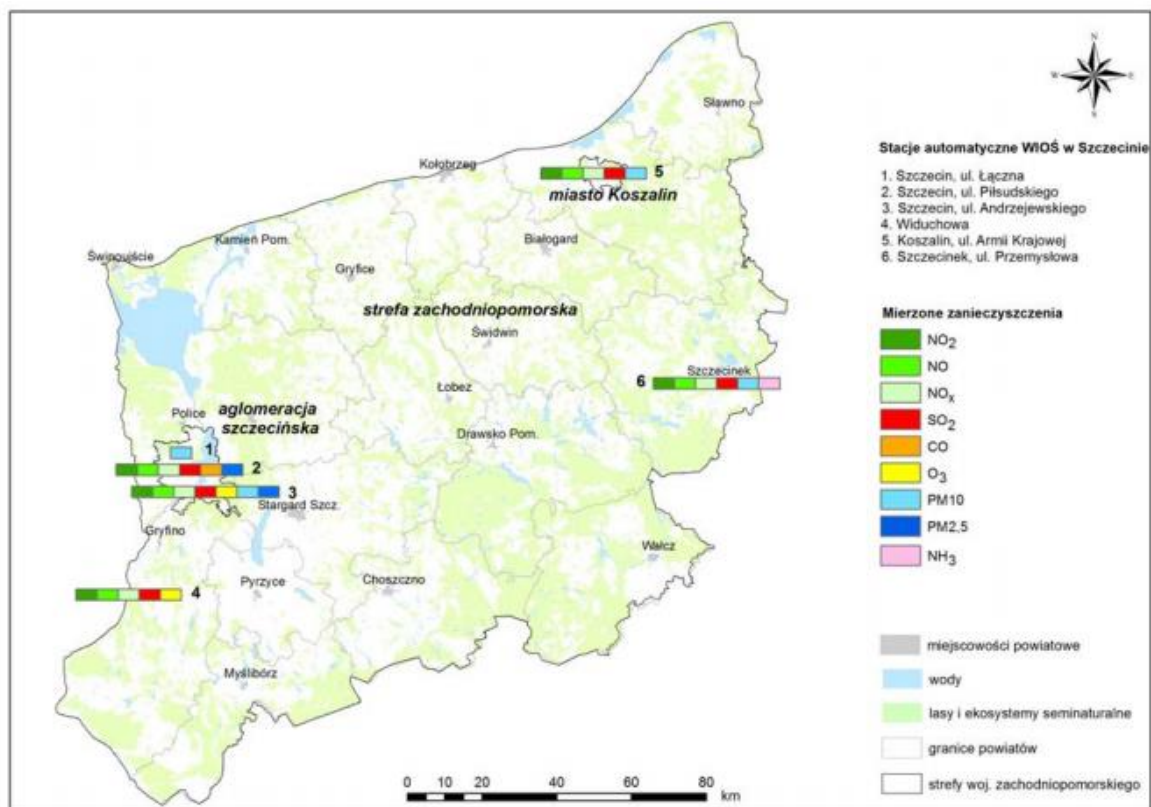 N
W
E
S
Sławno
Kołobrzeg
5
miasto Koszalin
Białogard
Kamień Pom.
Świnoujście
Gryfice
strefa zachodniopomorska
Świdwin
Szczecinek
6
Łobez
Drawsko Pom.
aglomeracja
szczecińska
Police
1
2
3
Stargard Szcz.
Gryfino
Wałcz
Pyrzyce
Choszczno
4
Myślibórz
0 10 20 40 60 80
km
Stacje automatyczne WIOŚ w Szczecinie
1. Szczecin, ul. Łączna
2. Szczecin, ul. Piłsudskiego
3. Szczecin, ul. Andrzejewskiego
4. Widuchowa
5. Koszalin, ul. Armii Krajowej
6. Szczecinek, ul. Przemysłowa
Mierzone zanieczyszczenia
NO2
NO
NOx
SO2
CO
O3
PM10
PM2,5
NH3
miejscowości powiatowe
wody
lasy i ekosystemy seminaturalne
granice powiatów
strefy woj. zachodniopomorskiego